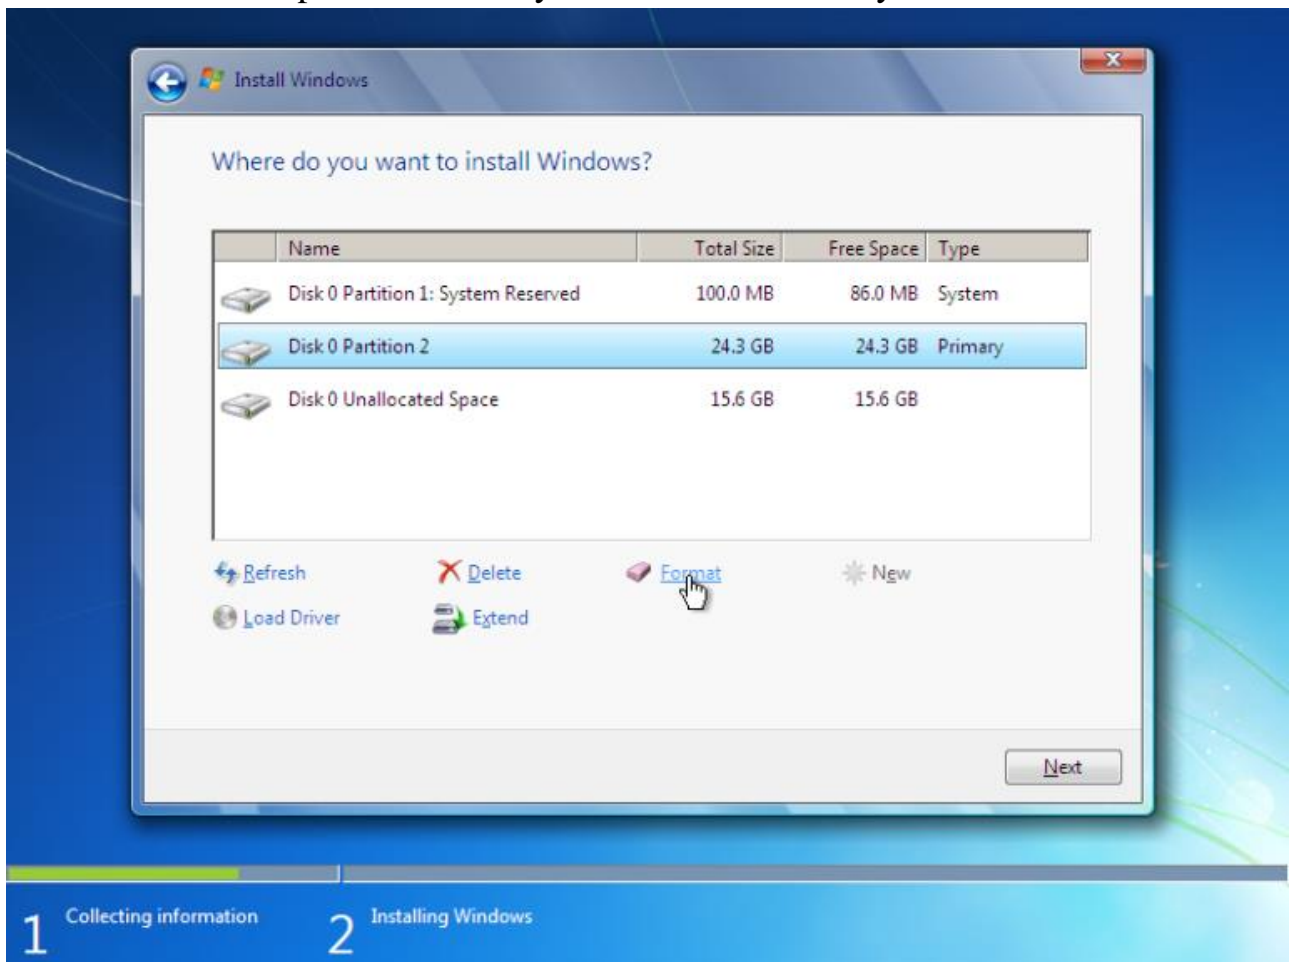 Install Windows
Where do you want to install Windows?
Name Total Size Free Space Type
Disk 0 Partition 1: System Reserved 100.0 MB 86.0 MB System
Disk 0 Partition 2 24.3 GB 24.3 GB Primary
Disk 0 Unallocated Space 15.6 GB 15.6 GB
Refresh Delete Format New
Load Driver Extend
Next
1 Collecting information 2 Installing Windows